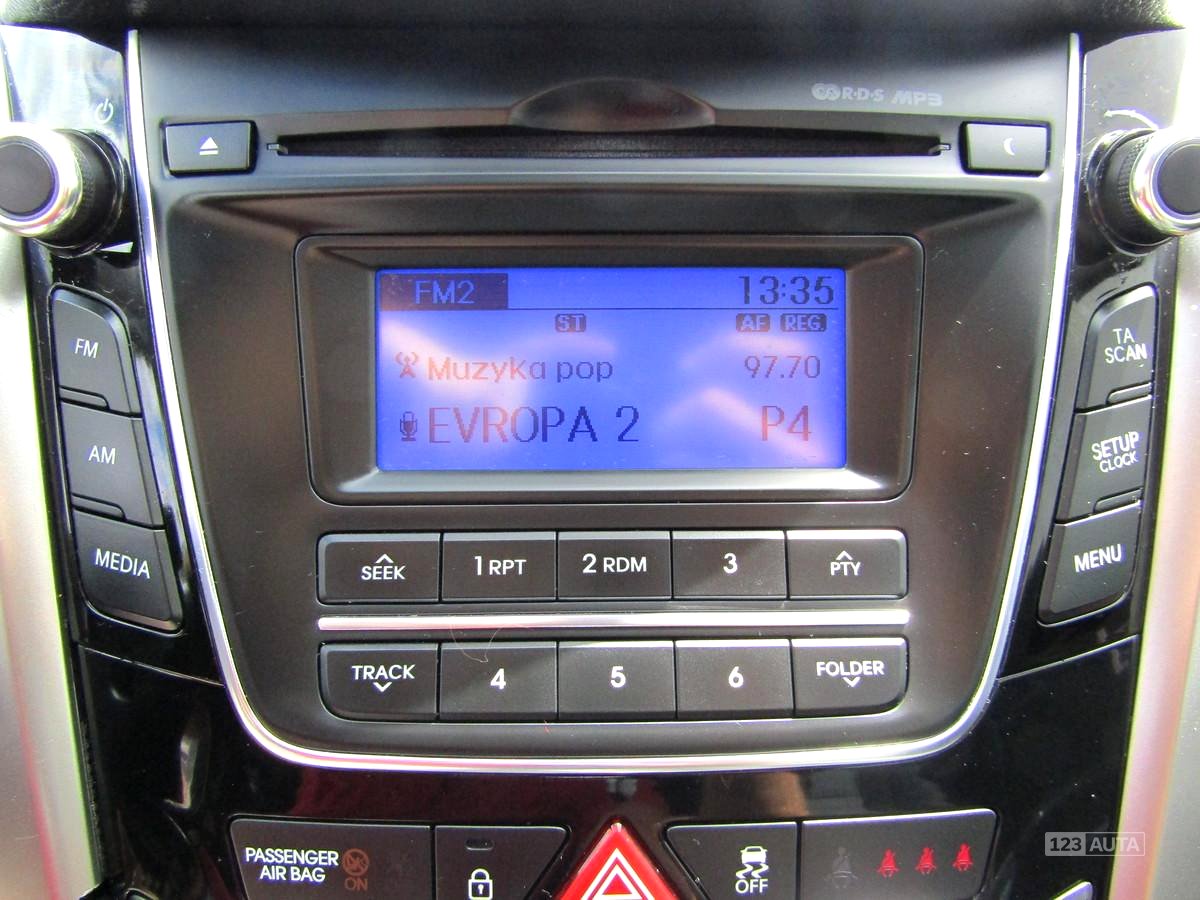 R·D·S MP3
FM2 13:35
ST AF REG.
Muzyka pop 97.70
EVROPA 2 P4
FM
AM
MEDIA
TA
SCAN
SETUP
CLOCK
MENU
SEEK 1 RPT 2 RDM 3 PTY
TRACK 4 5 6 FOLDER
PASSENGER
AIR BAG ON
OFF
123 AUTA